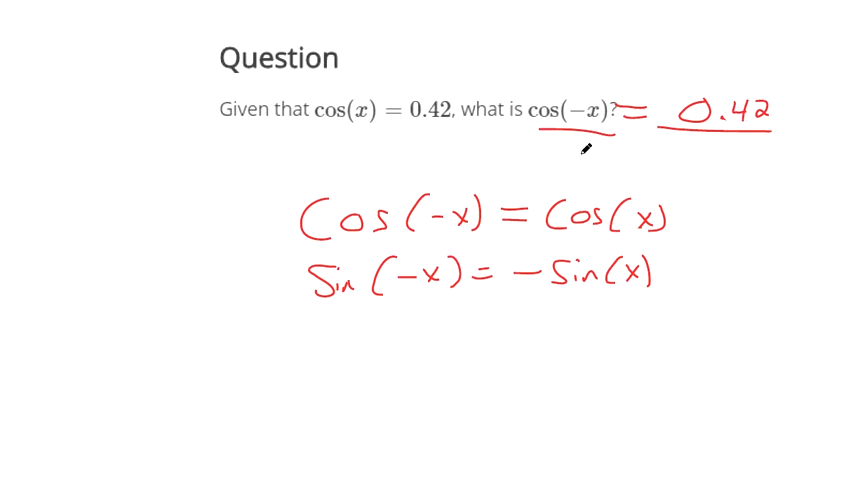 Question
Given that cos(x) = 0.42, what is cos(−x)? = 0.42
Cos(-x) = Cos(x)
Sin(-x) = -Sin(x)